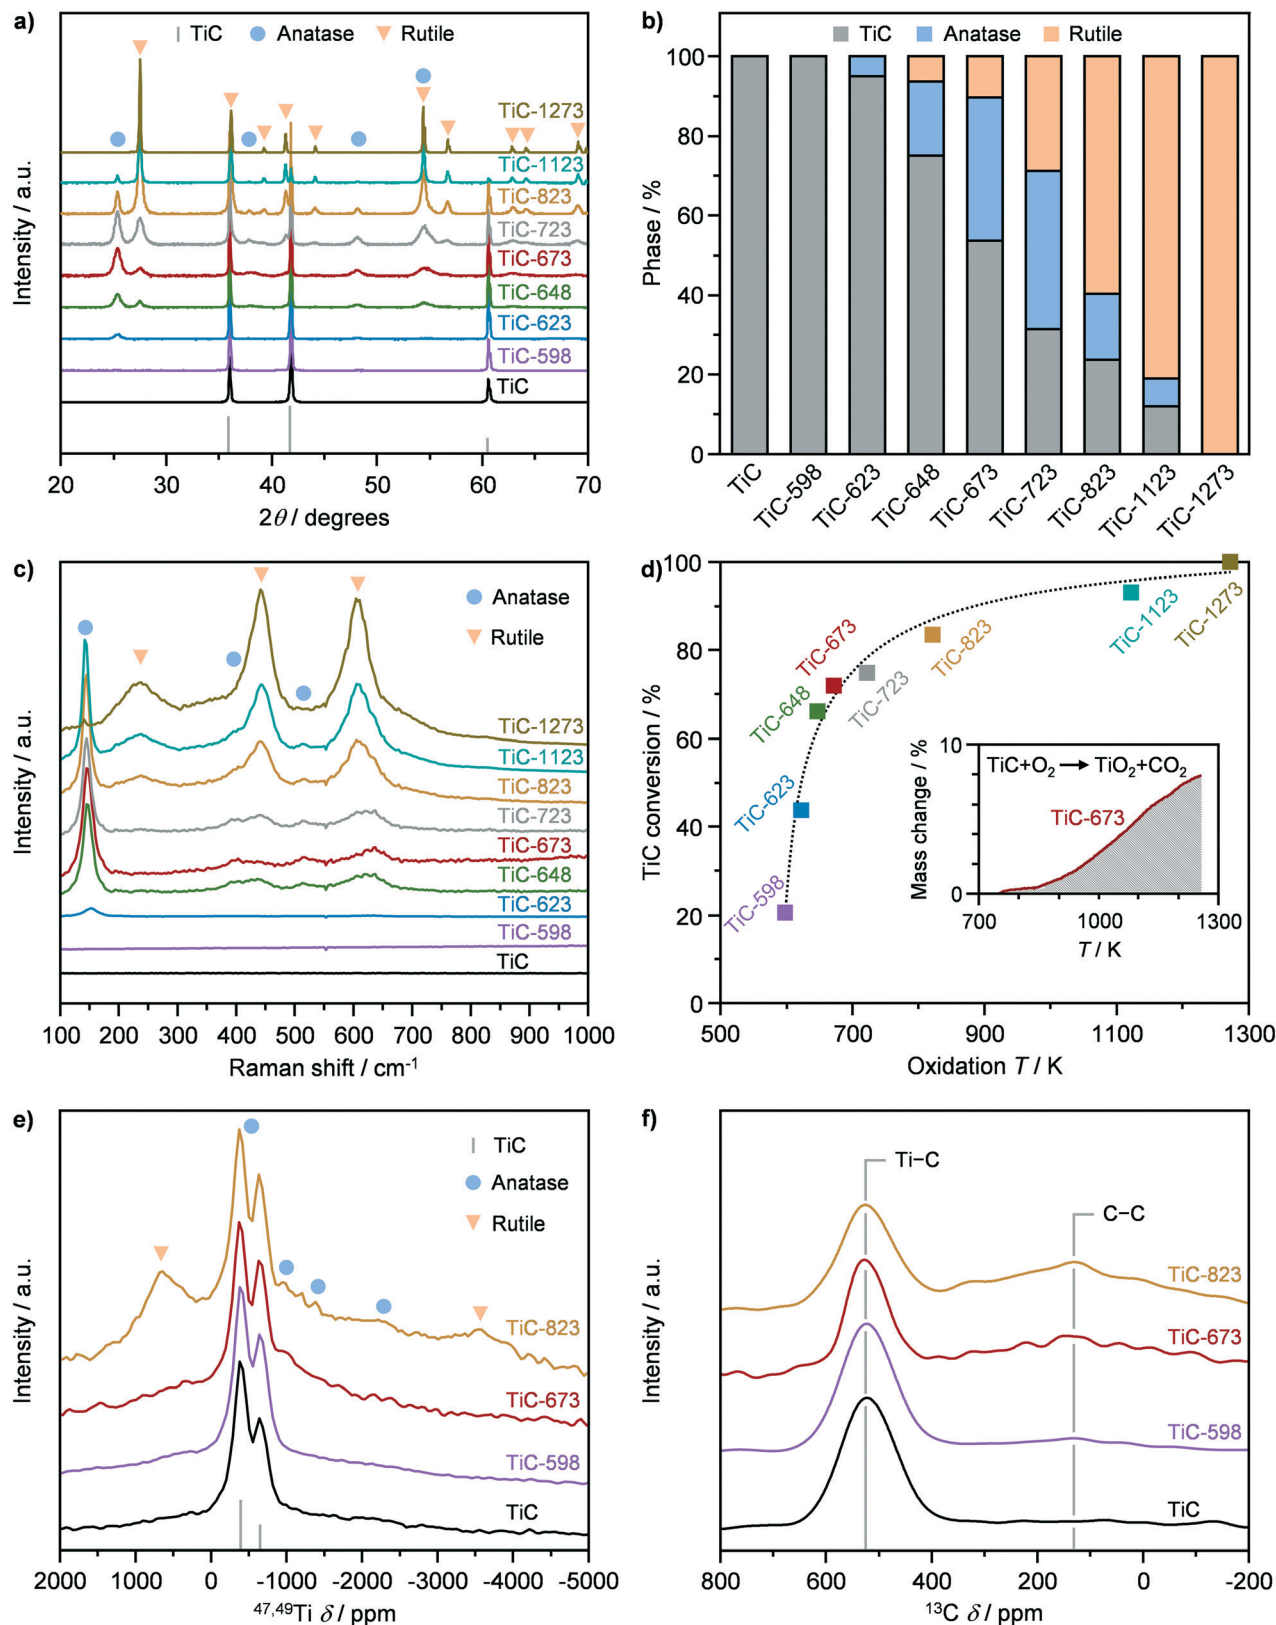 a)
TiC
Anatase
Rutile
TiC-1273
TiC-1123
TiC-823
TiC-723
TiC-673
TiC-648
TiC-623
TiC-598
TiC
Intensity / a.u.
20 30 40 50 60 70
2θ / degrees
b)
TiC
Anatase
Rutile
100
80
60
40
20
0
Phase / %
TiC
TiC-598
TiC-623
TiC-648
TiC-673
TiC-723
TiC-823
TiC-1123
TiC-1273
c)
Anatase
Rutile
TiC-1273
TiC-1123
TiC-823
TiC-723
TiC-673
TiC-648
TiC-623
TiC-598
TiC
Intensity / a.u.
100 200 300 400 500 600 700 800 900 1000
Raman shift / cm⁻¹
d)
100
80
60
40
20
0
TiC conversion / %
TiC-598
TiC-623
TiC-648
TiC-673
TiC-723
TiC-823
TiC-1123
TiC-1273
10
0
Mass change / %
TiC+O₂ → TiO₂+CO₂
TiC-673
700 1000 1300
T / K
500 700 900 1100 1300
Oxidation T / K
e)
TiC
Anatase
Rutile
TiC-823
TiC-673
TiC-598
TiC
Intensity / a.u.
2000 1000 0 -1000 -2000 -3000 -4000 -5000
⁴⁷,⁴⁹Ti δ / ppm
f)
Ti−C
C−C
TiC-823
TiC-673
TiC-598
TiC
Intensity / a.u.
800 600 400 200 0 -200
¹³C δ / ppm